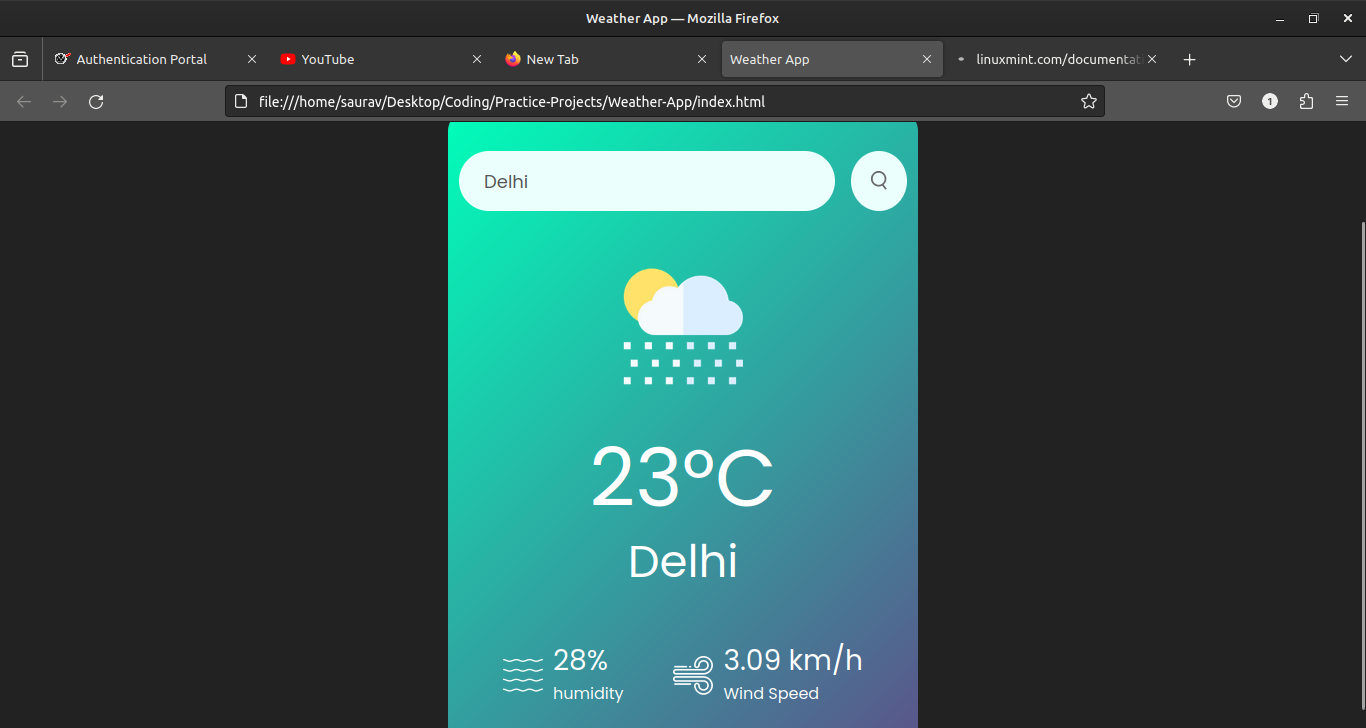 Weather App — Mozilla Firefox
Authentication Portal
YouTube
New Tab
Weather App
linuxmint.com/documentat
file:///home/saurav/Desktop/Coding/Practice-Projects/Weather-App/index.html
1
Delhi
23°C
Delhi
28%
humidity
3.09 km/h
Wind Speed